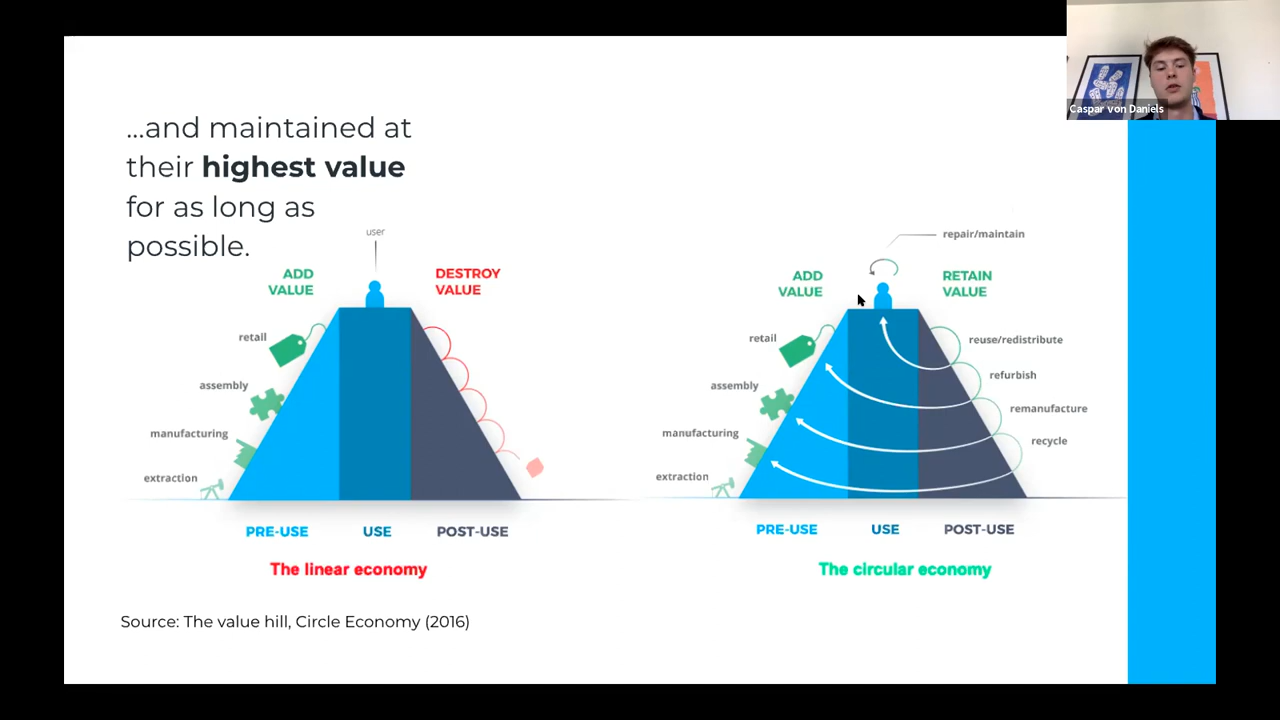 Caspar von Daniels
...and maintained at
their highest value
for as long as
possible.
user
ADD
VALUE
DESTROY
VALUE
retail
assembly
manufacturing
extraction
PRE-USE
USE
POST-USE
The linear economy
repair/maintain
ADD
VALUE
RETAIN
VALUE
retail
reuse/redistribute
refurbish
assembly
remanufacture
manufacturing
recycle
extraction
PRE-USE
USE
POST-USE
The circular economy
Source: The value hill, Circle Economy (2016)